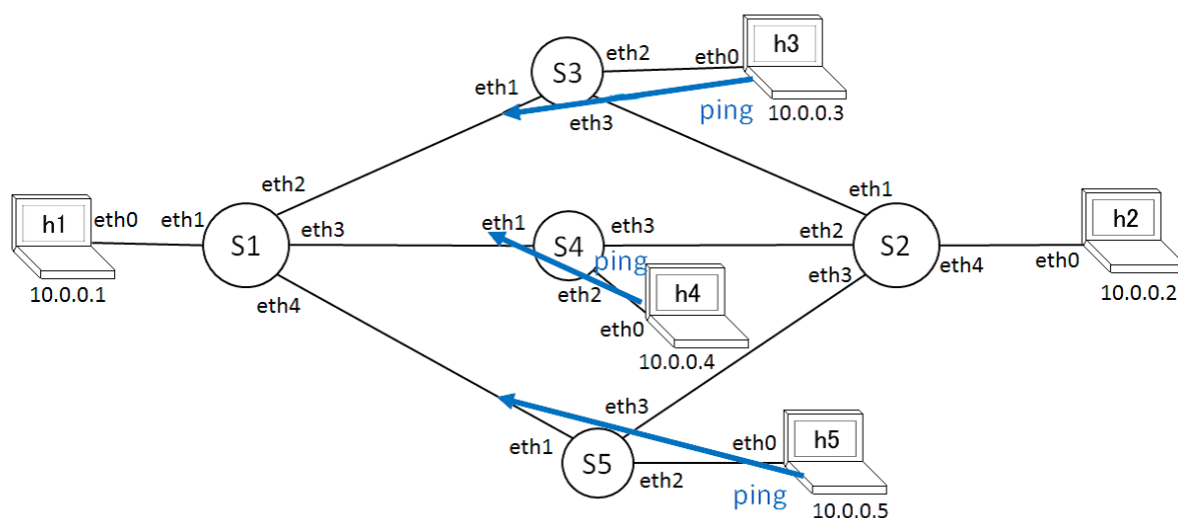 h3
eth2
eth0
S3
eth1
ping
10.0.0.3
eth3
eth2
eth1
h1
eth0
eth1
S1
eth3
eth1
S4
eth3
eth2
S2
h2
eth4
eth0
10.0.0.1
eth4
ping
eth2
h4
eth3
10.0.0.2
eth0
10.0.0.4
eth3
eth1
S5
eth2
eth0
h5
ping
10.0.0.5